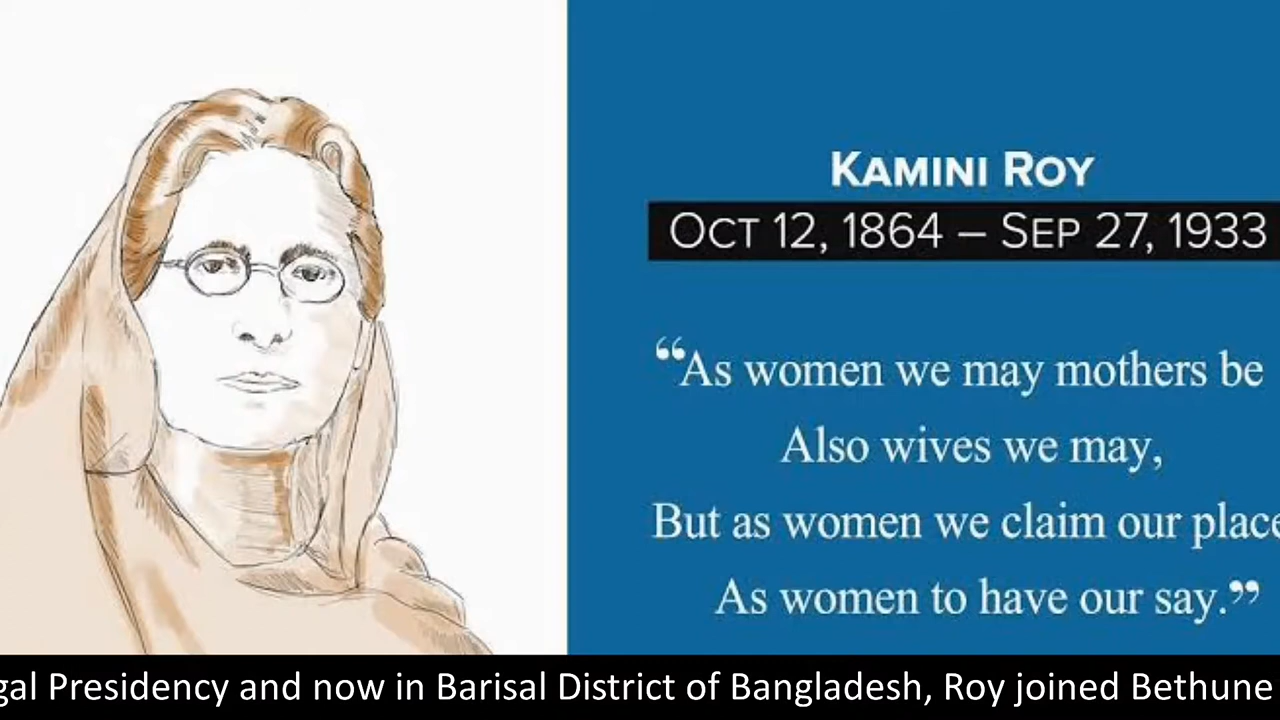 KAMINI ROY
OCT 12, 1864 – SEP 27, 1933
“As women we may mothers be
Also wives we may,
But as women we claim our place
As women to have our say.”
gal Presidency and now in Barisal District of Bangladesh, Roy joined Bethune